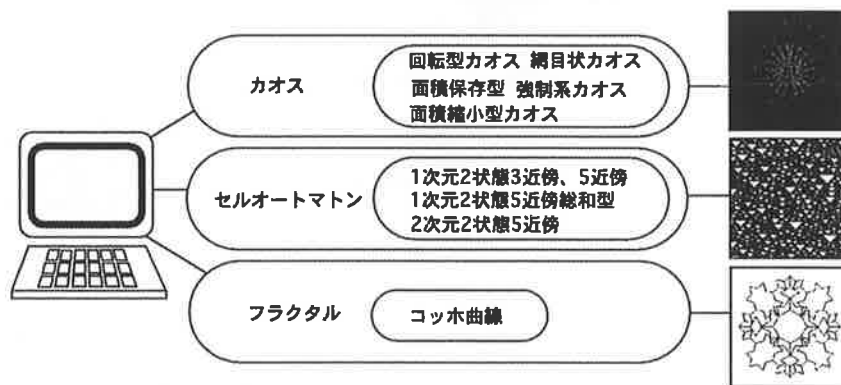 カオス
回転型カオス 網目状カオス
面積保存型 強制系カオス
面積縮小型カオス
セルオートマトン
1次元2状態3近傍、5近傍
1次元2状態5近傍総和型
2次元2状態5近傍
フラクタル
コッホ曲線